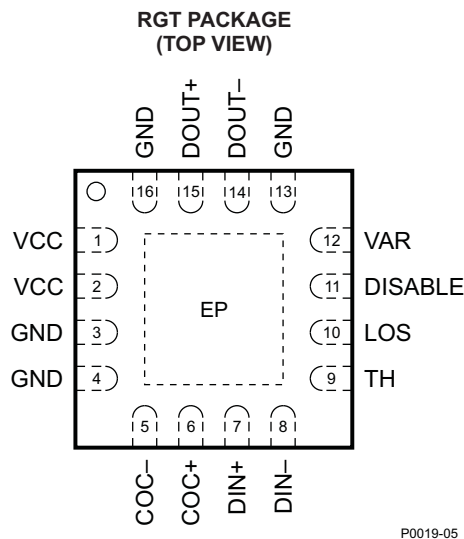 RGT PACKAGE
(TOP VIEW)
GND
DOUT+
DOUT–
GND
16
15
14
13
VCC
1
12
VAR
VCC
2
11
DISABLE
GND
3
EP
10
LOS
GND
4
9
TH
5
6
7
8
COC–
COC+
DIN+
DIN–
P0019-05